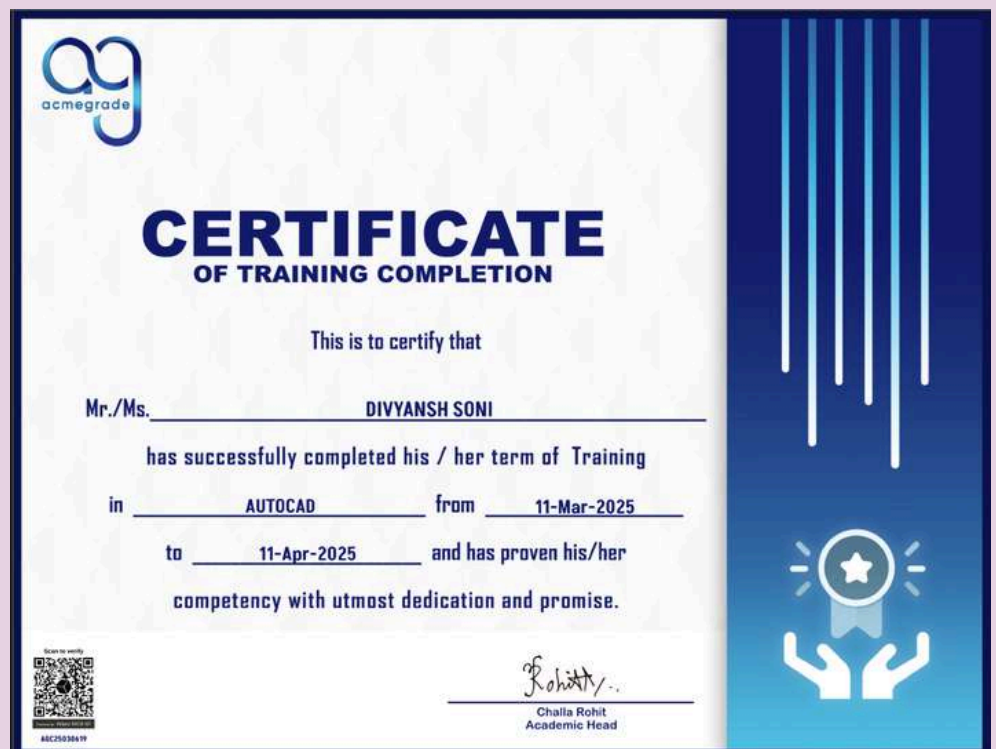 acmegrade
CERTIFICATE
OF TRAINING COMPLETION
This is to certify that
Mr./Ms. DIVYANSH SONI
has successfully completed his / her term of Training
in AUTOCAD from 11-Mar-2025
to 11-Apr-2025 and has proven his/her
competency with utmost dedication and promise.
Scan to verify
AGC25030619
Rohit
Challa Rohit
Academic Head